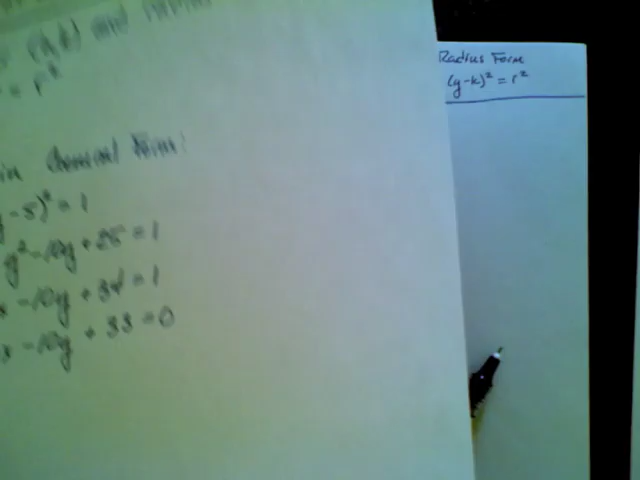 (h,k) and
= r²
in General Form:
y - 5)² = 1
y² - 10y + 25 = 1
- 10y + 34 = 1
- 10y + 33 = 0
Radius Form
(y-k)² = r²